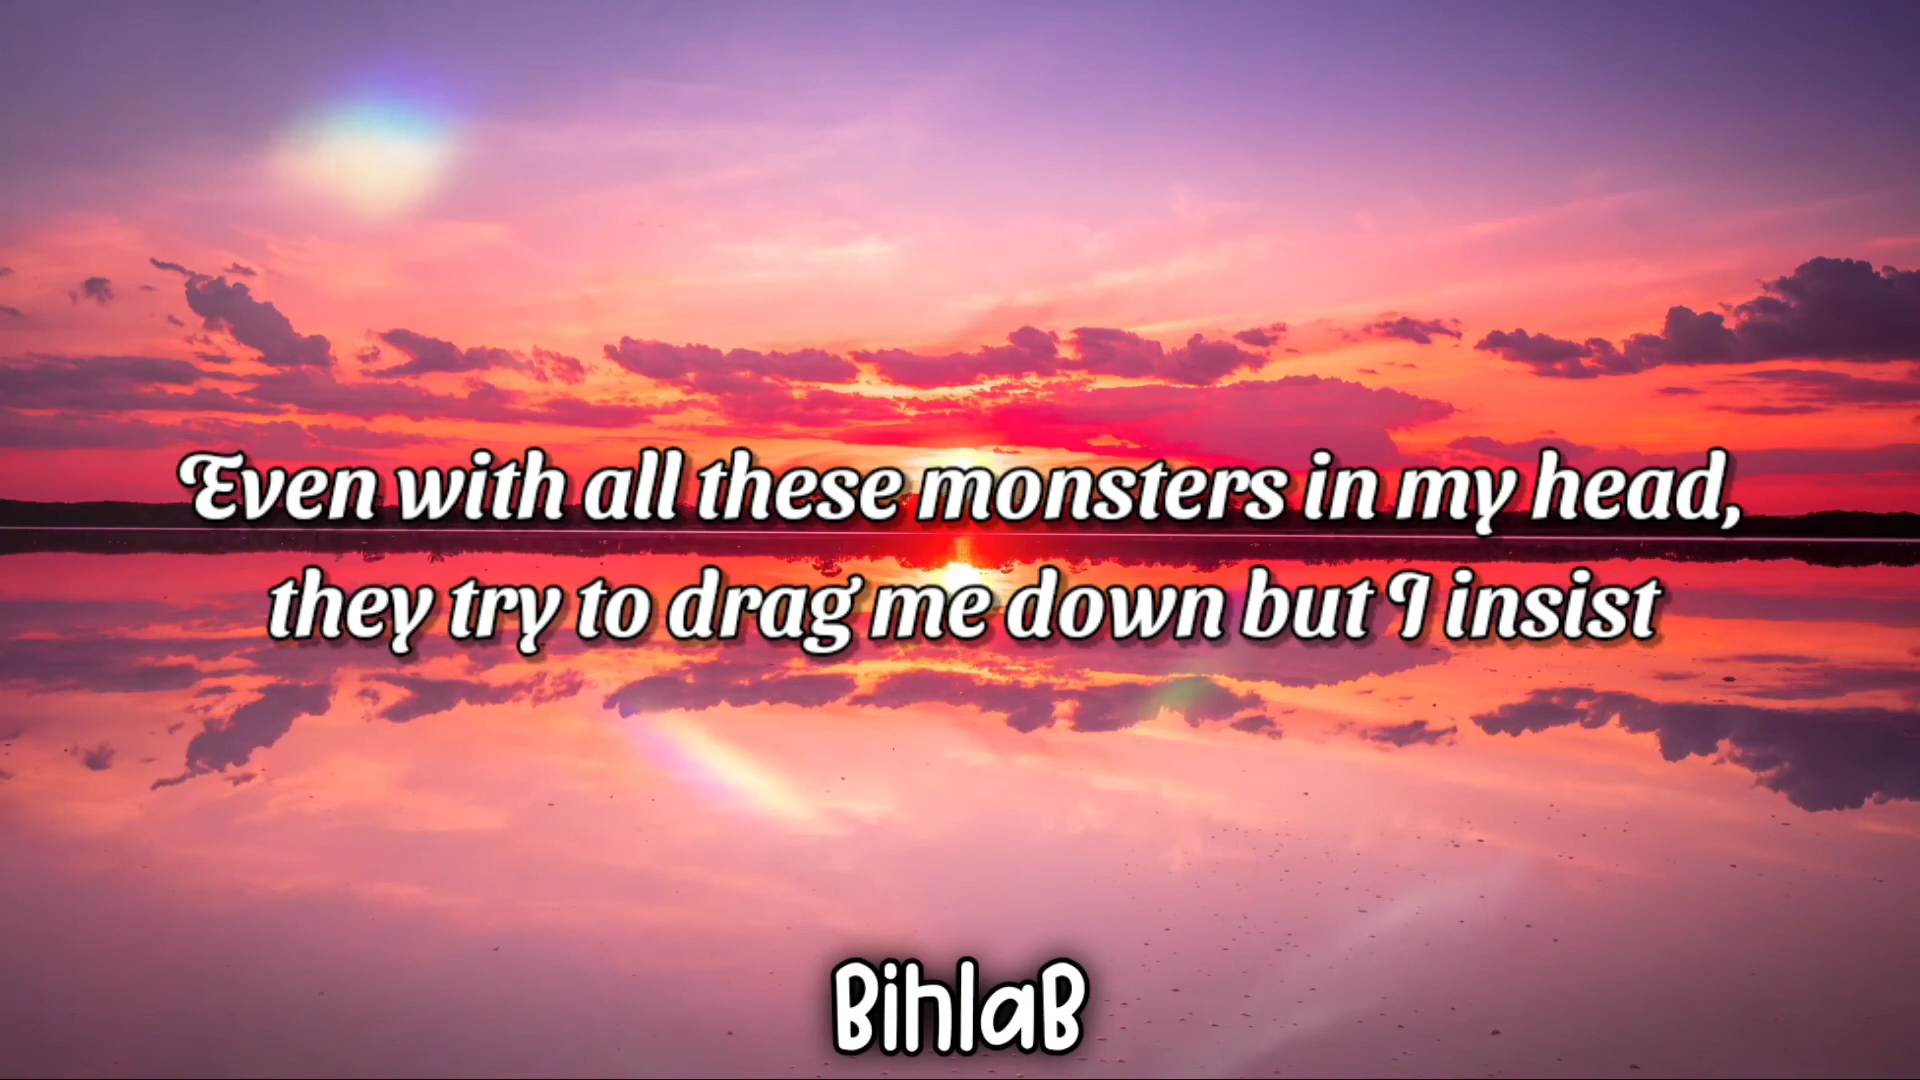 Even with all these monsters in my head,
they try to drag me down but I insist
BihlaB